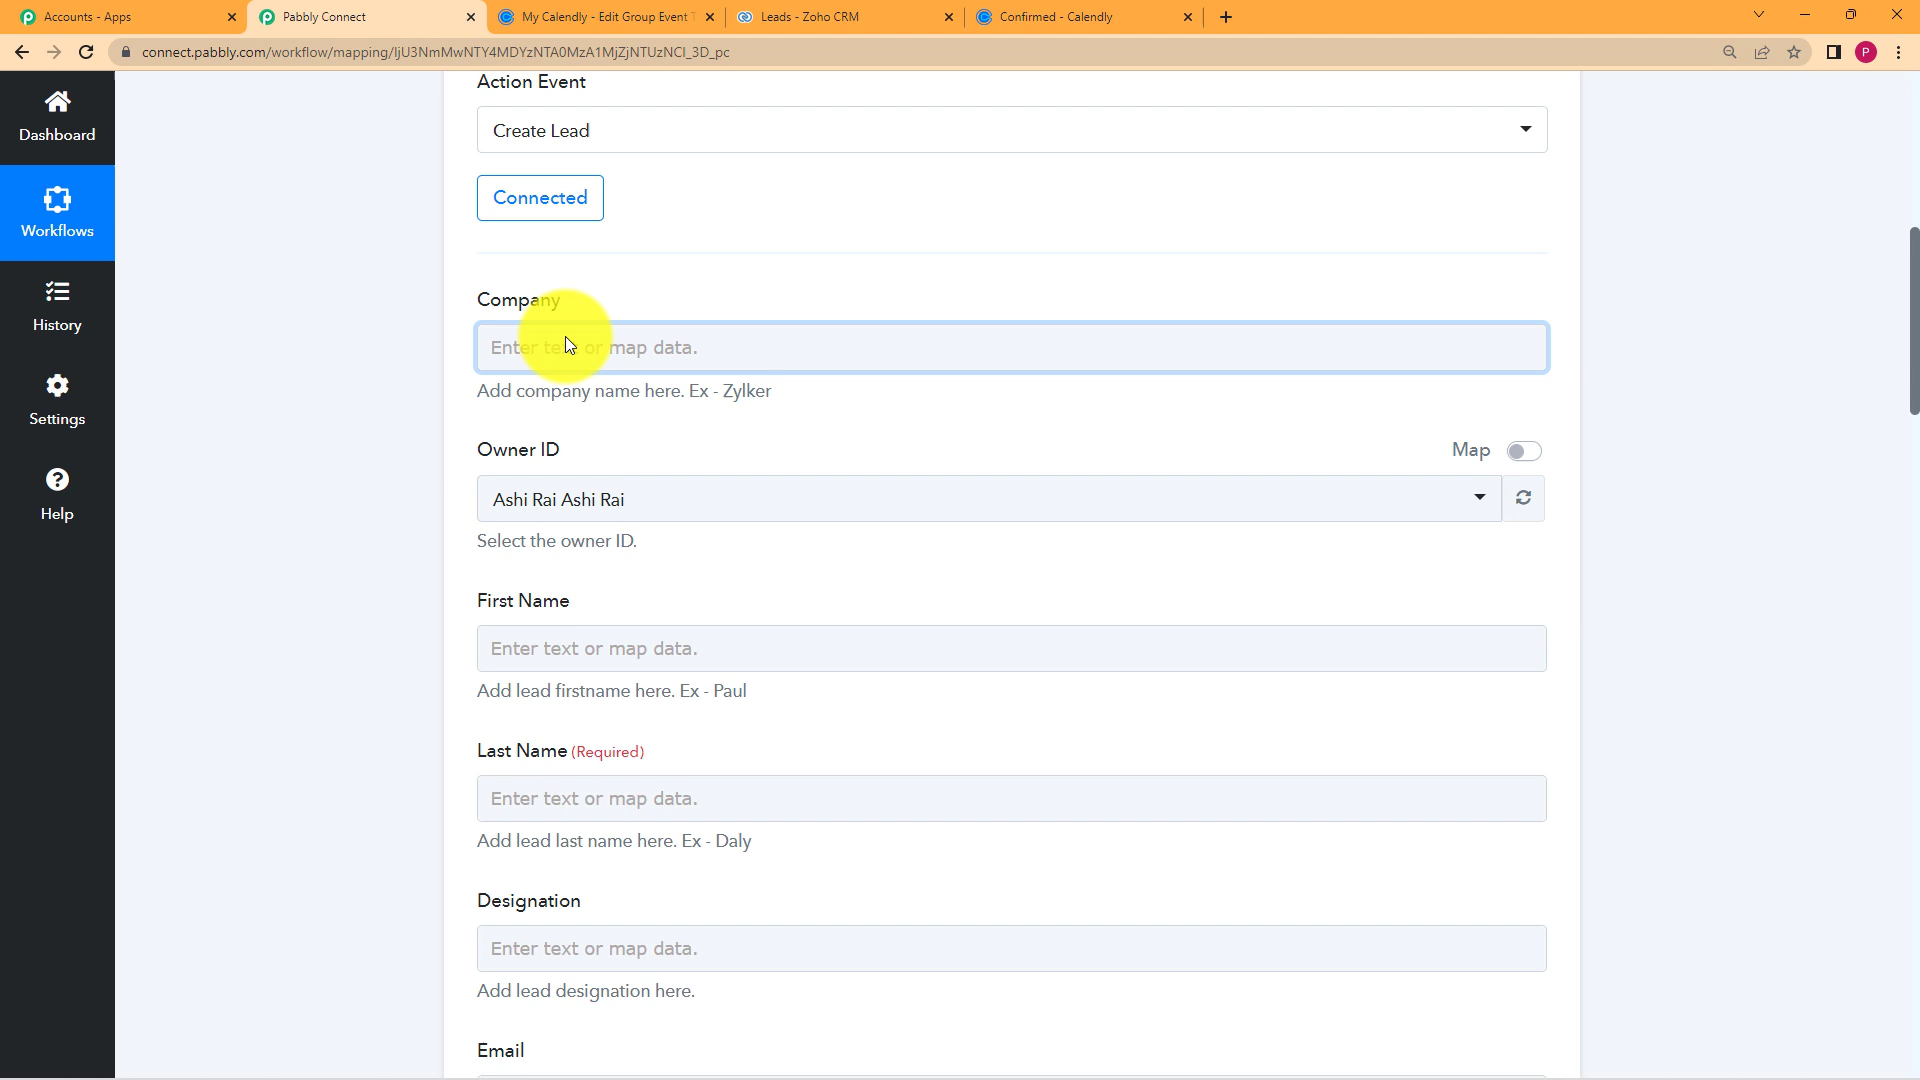 Accounts - Apps
Pabbly Connect
My Calendly - Edit Group Event T
Leads - Zoho CRM
Confirmed - Calendly
connect.pabbly.com/workflow/mapping/IjU3NmMwNTY4MDYzNTA0MzA1MjZjNTUzNCI_3D_pc
P
Dashboard
Workflows
History
Settings
Help
Action Event
Create Lead
Connected
Company
Enter text or map data.
Add company name here. Ex - Zylker
Owner ID
Map
Ashi Rai Ashi Rai
Select the owner ID.
First Name
Enter text or map data.
Add lead firstname here. Ex - Paul
Last Name (Required)
Enter text or map data.
Add lead last name here. Ex - Daly
Designation
Enter text or map data.
Add lead designation here.
Email